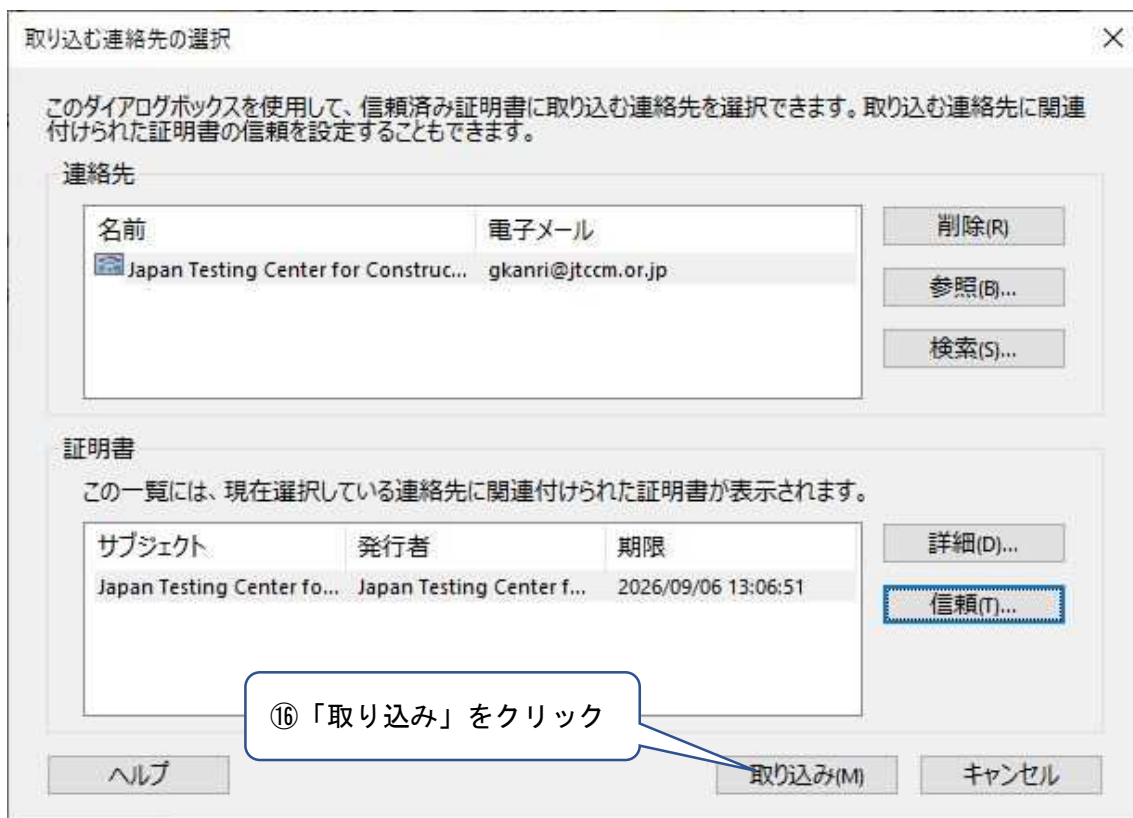 取り込む連絡先の選択
このダイアログボックスを使用して、信頼済み証明書に取り込む連絡先を選択できます。取り込む連絡先に関連
付けられた証明書の信頼を設定することもできます。
連絡先
名前 電子メール
Japan Testing Center for Construc... gkanri@jtccm.or.jp
削除(R)
参照(B)...
検索(S)...
証明書
この一覧には、現在選択している連絡先に関連付けられた証明書が表示されます。
サブジェクト 発行者 期限
Japan Testing Center fo... Japan Testing Center f... 2026/09/06 13:06:51
詳細(D)...
信頼(T)...
⑯「取り込み」をクリック
ヘルプ 取り込み(M) キャンセル